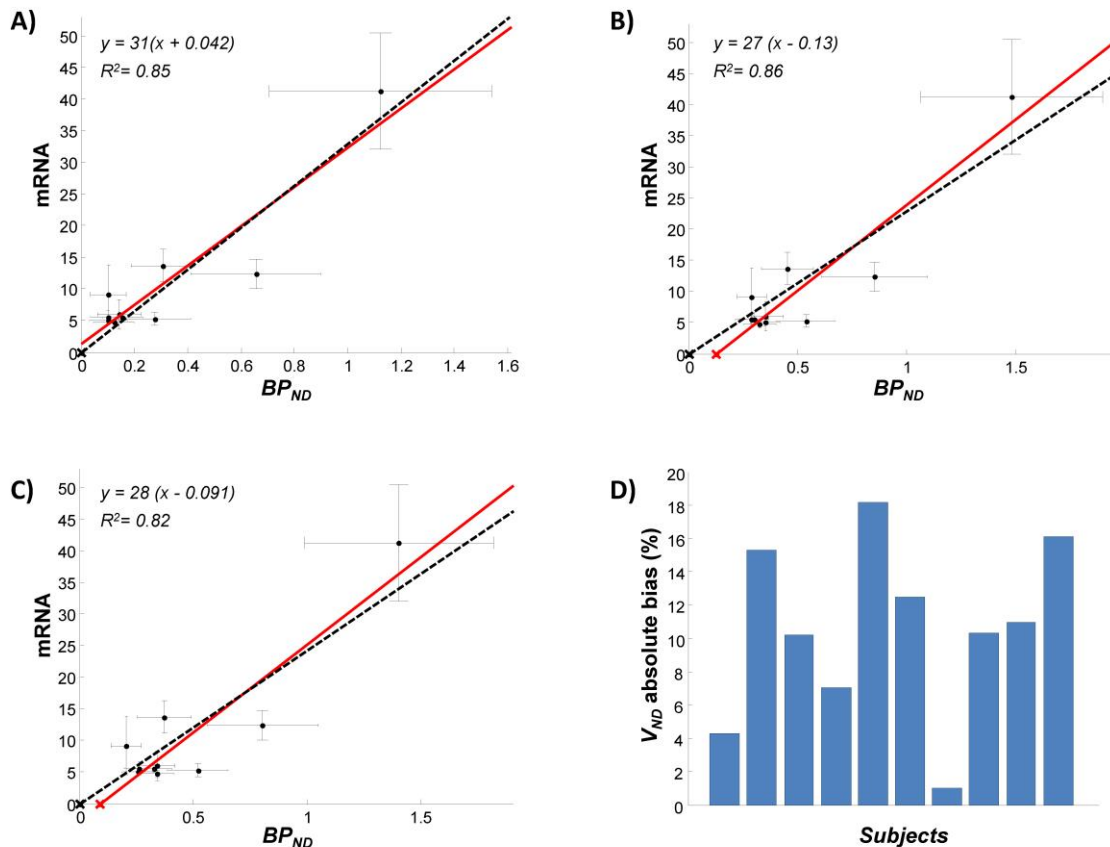 A)
y = 31(x + 0.042)
R²= 0.85
mRNA
50
45
40
35
30
25
20
15
10
5
0
0 0.2 0.4 0.6 0.8 1 1.2 1.4 1.6
BP_ND
B)
y = 27 (x - 0.13)
R²= 0.86
mRNA
50
45
40
35
30
25
20
15
10
5
0
0 0.5 1 1.5
BP_ND
C)
y = 28 (x - 0.091)
R²= 0.82
mRNA
50
45
40
35
30
25
20
15
10
5
0
0 0.5 1 1.5
BP_ND
D)
V_ND absolute bias (%)
20
18
16
14
12
10
8
6
4
2
0
Subjects